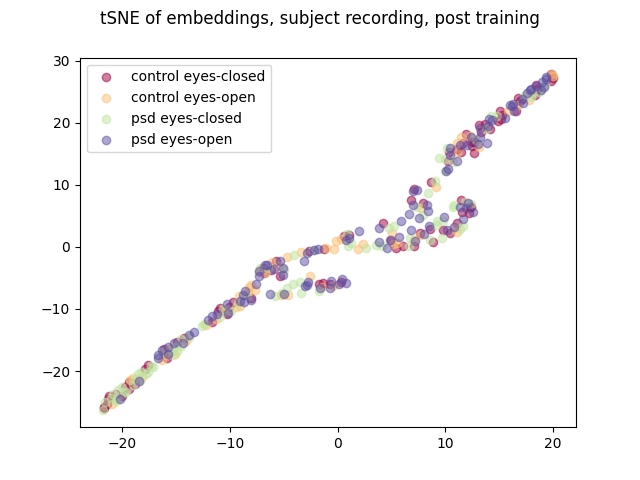 tSNE of embeddings, subject recording, post training
30
20
10
0
−10
−20
control eyes-closed
control eyes-open
psd eyes-closed
psd eyes-open
−20
−10
0
10
20